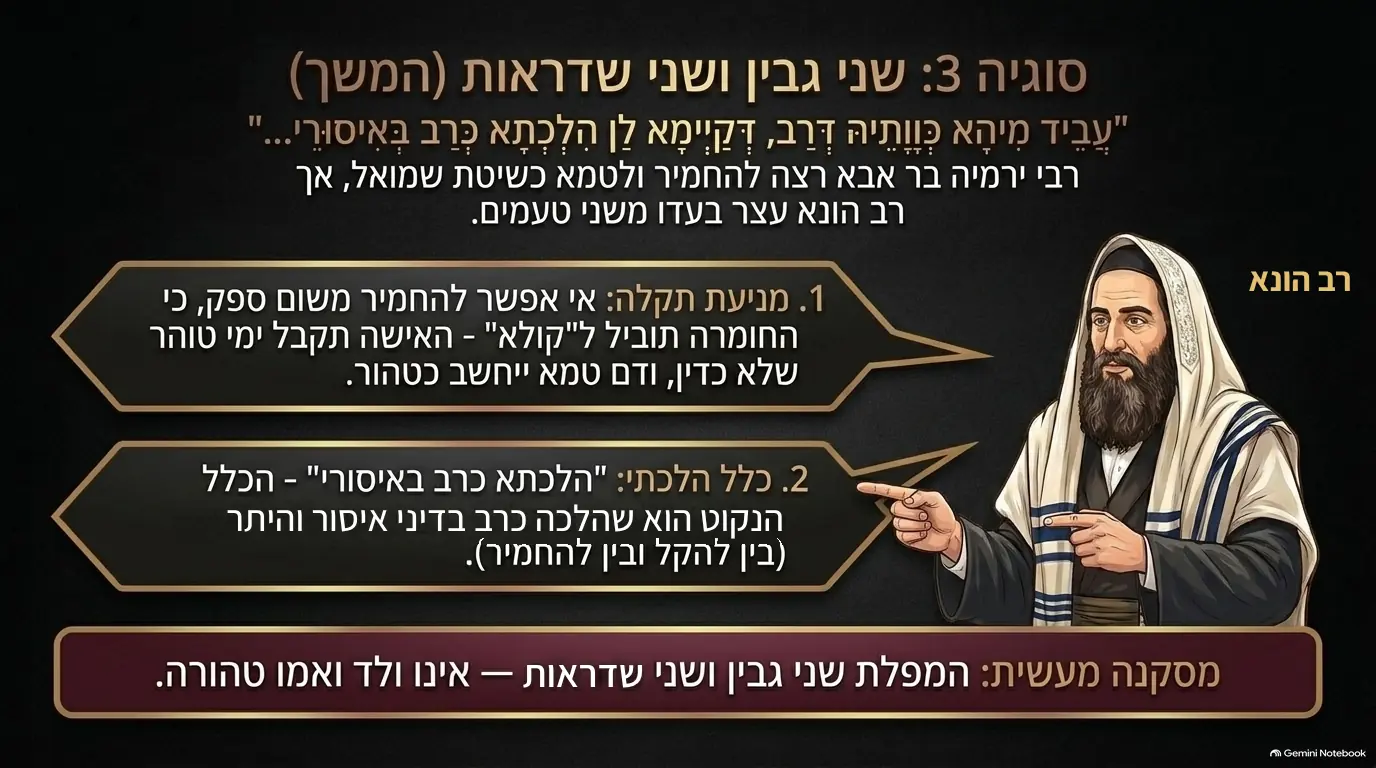 סוגיה 3: שני גבין ושני שדראות (המשך)
"עֲבֵיד מִיהָא כְּווָתֵיהּ דְּרַב, דְּקַיְימָא לַן הִלְכְתָא כְּרַב בְּאִיסוּרֵי..."
רבי ירמיה בר אבא רצה להחמיר ולטמא כשיטת שמואל, אך
רב הונא עצר בעדו משני טעמים.
רב הונא
1. מניעת תקלה: אי אפשר להחמיר משום ספק, כי
החומרה תוביל ל"קולא" - האישה תקבל ימי טוהר
שלא כדין, ודם טמא ייחשב כטהור.
2. כלל הלכתי: "הלכתא כרב באיסורי" - הכלל
הנקוט הוא שהלכה כרב בדיני איסור והיתר
(בין להקל ובין להחמיר).
מסקנה מעשית: המפלת שני גבין ושני שדראות — אינו ולד ואמו טהורה.
Gemini Notebook